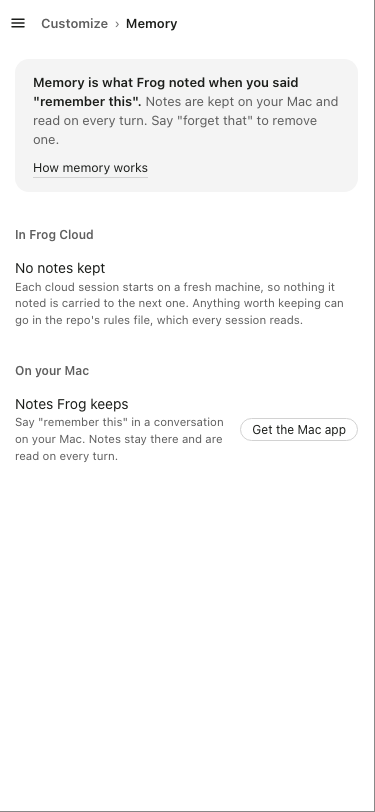 Customize › Memory
Memory is what Frog noted when you said
"remember this". Notes are kept on your Mac and
read on every turn. Say "forget that" to remove
one.
How memory works
In Frog Cloud
No notes kept
Each cloud session starts on a fresh machine, so nothing it
noted is carried to the next one. Anything worth keeping can
go in the repo's rules file, which every session reads.
On your Mac
Notes Frog keeps
Say "remember this" in a conversation
on your Mac. Notes stay there and are
read on every turn.
Get the Mac app